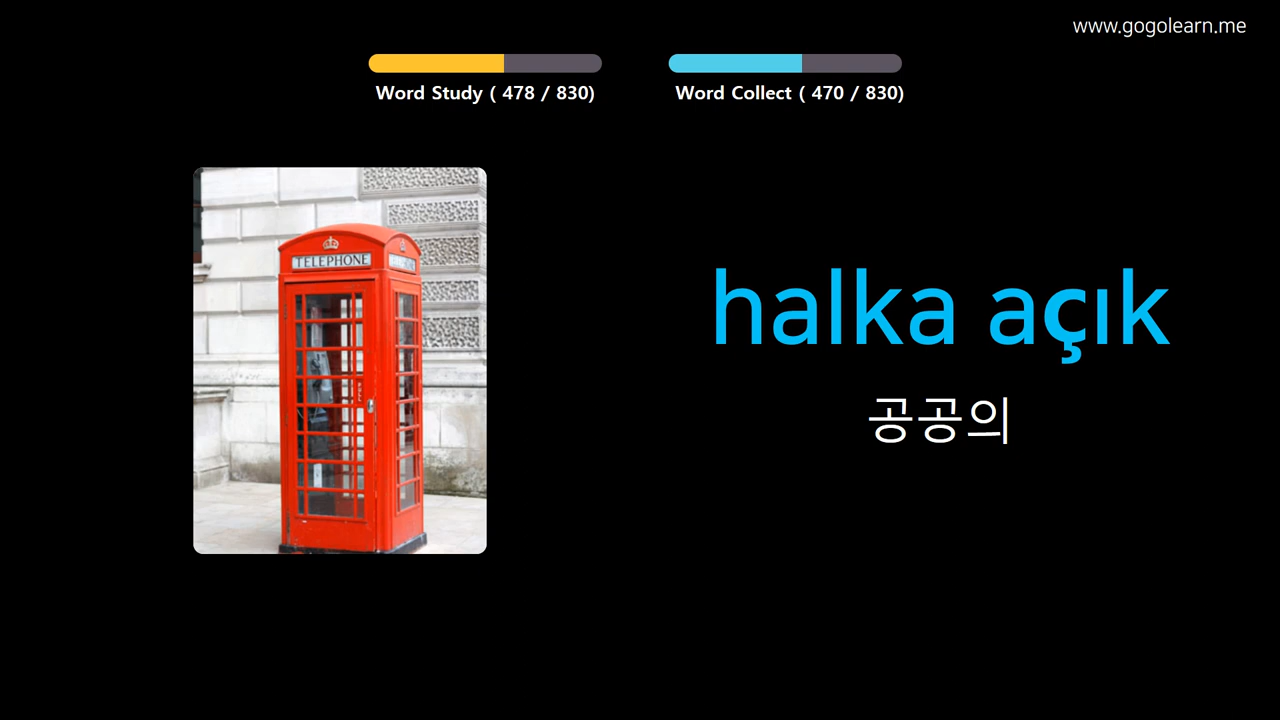 www.gogolearn.me
Word Study ( 478 / 830)
Word Collect ( 470 / 830)
TELEPHONE
halka açık
공공의